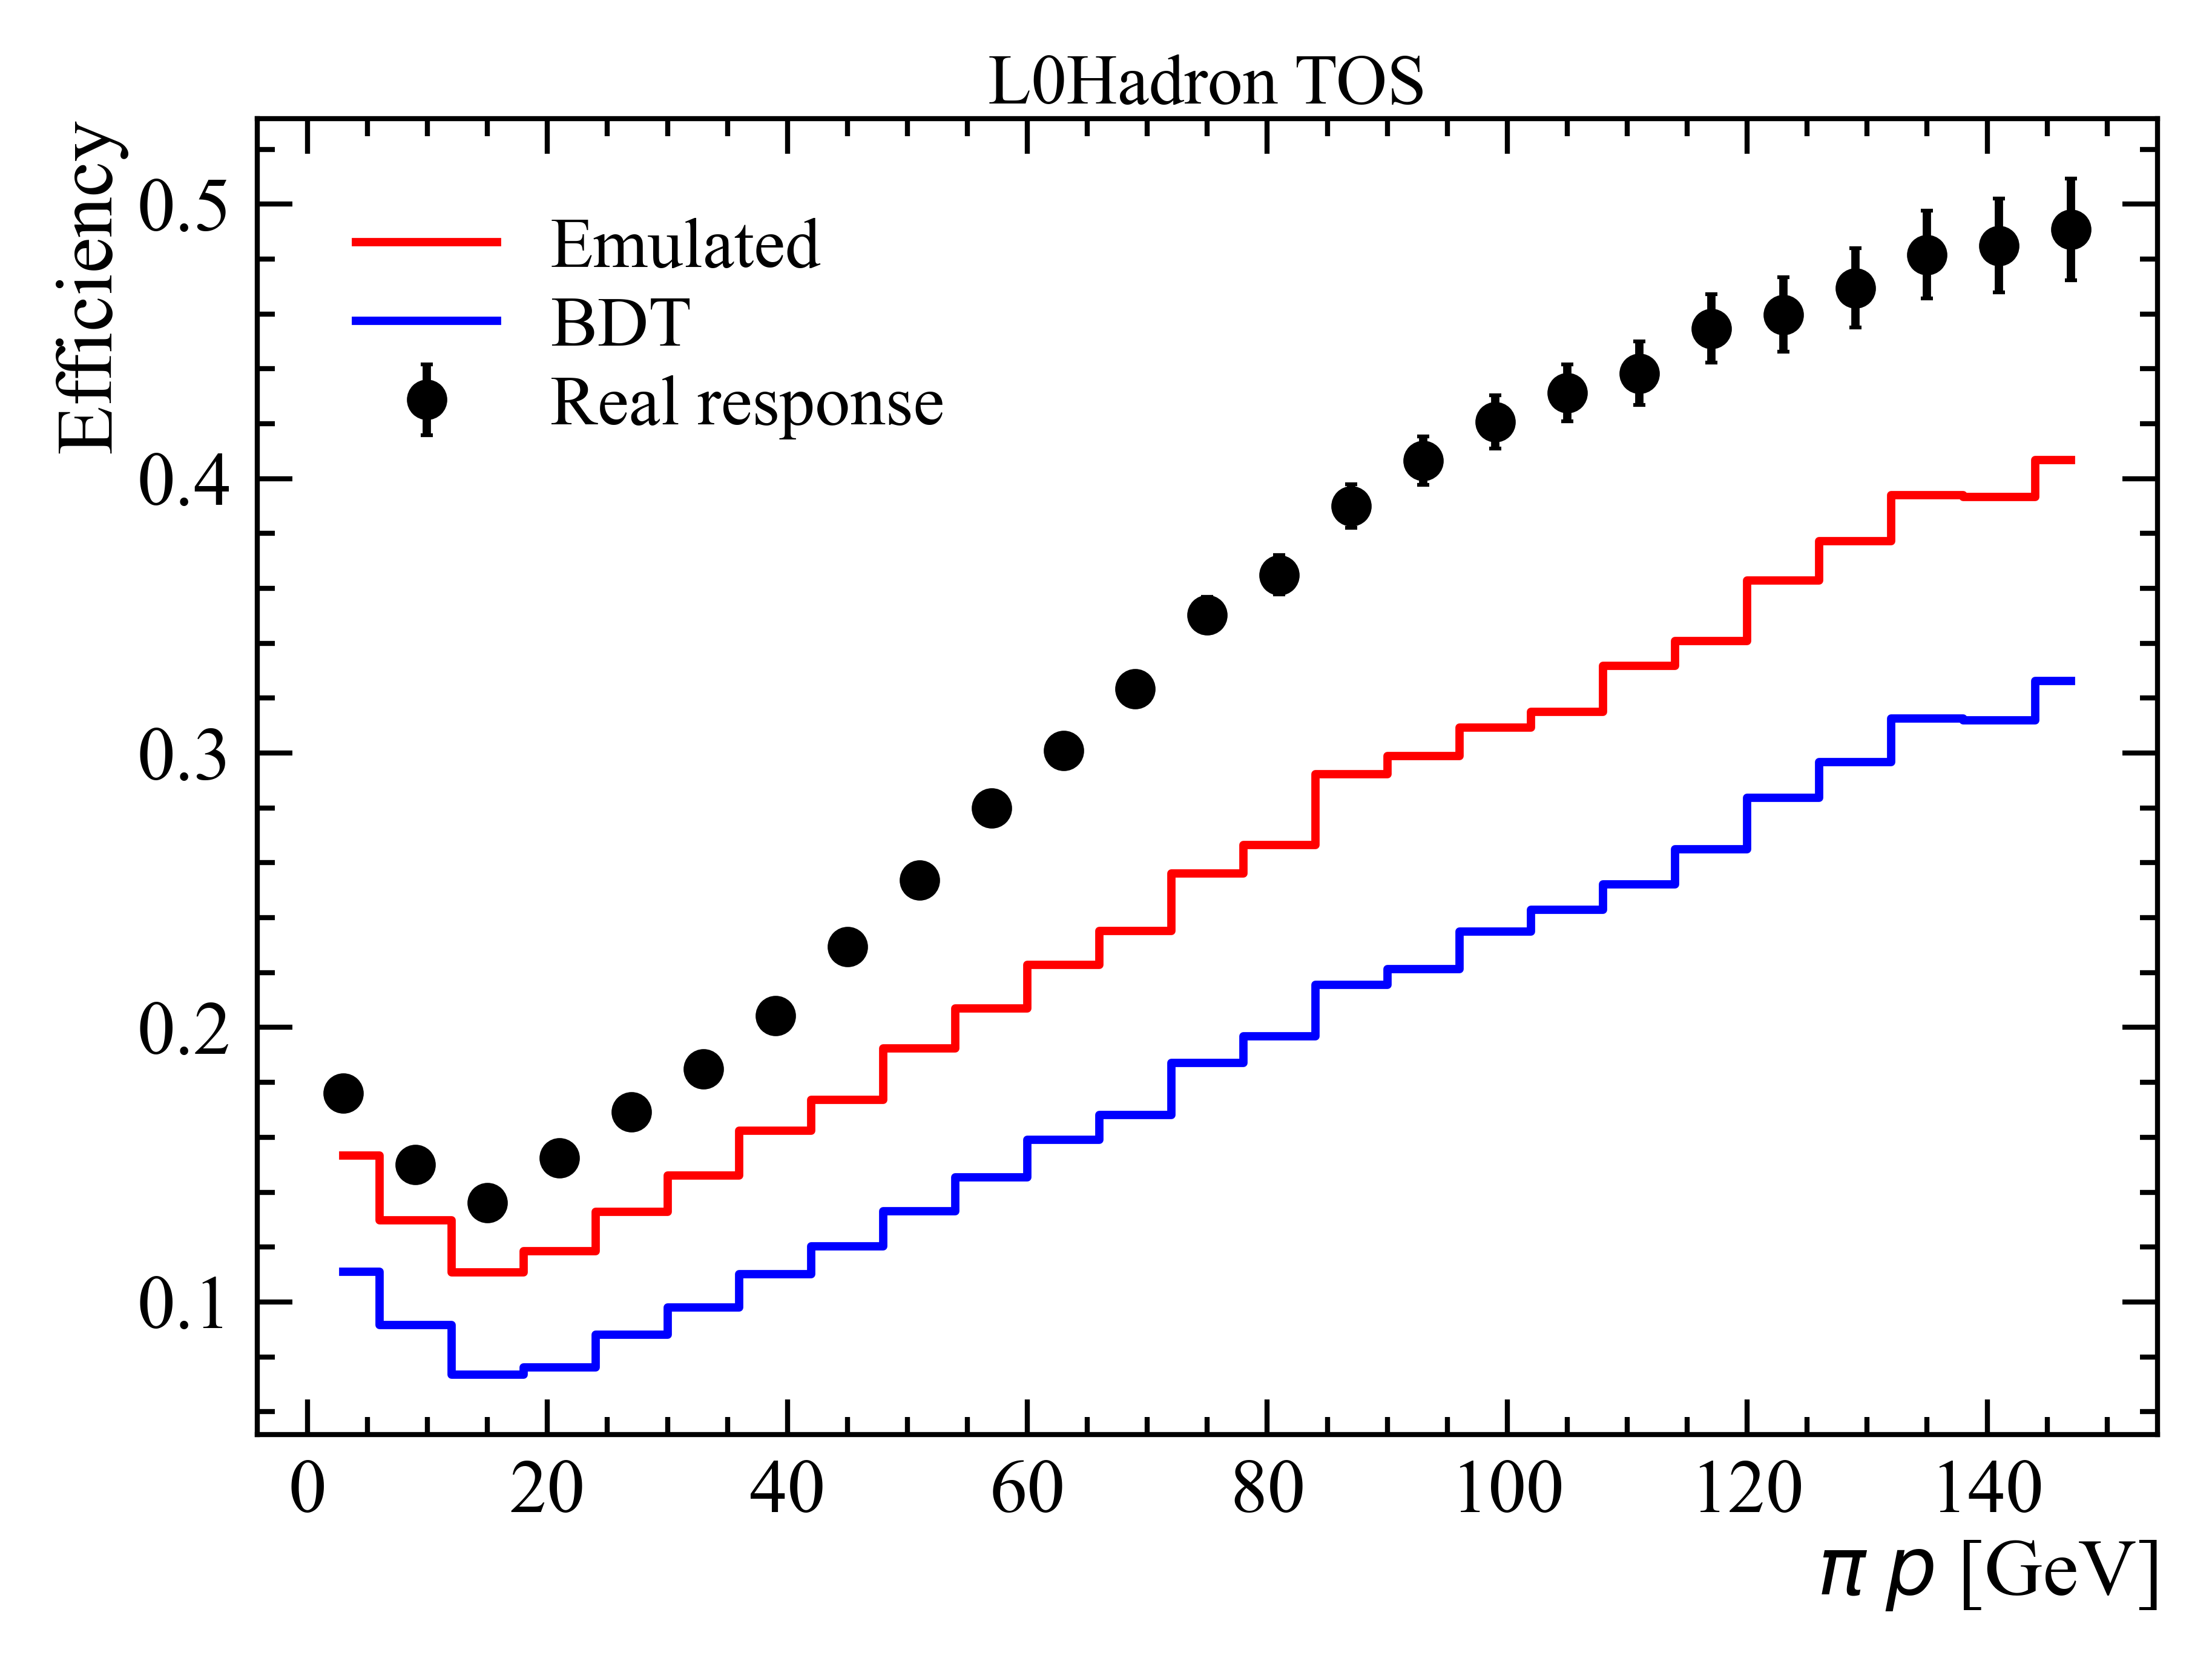 L0Hadron TOS
Efficiency
0.5
0.4
0.3
0.2
0.1
Emulated
BDT
Real response
0 20 40 60 80 100 120 140
π p [GeV]